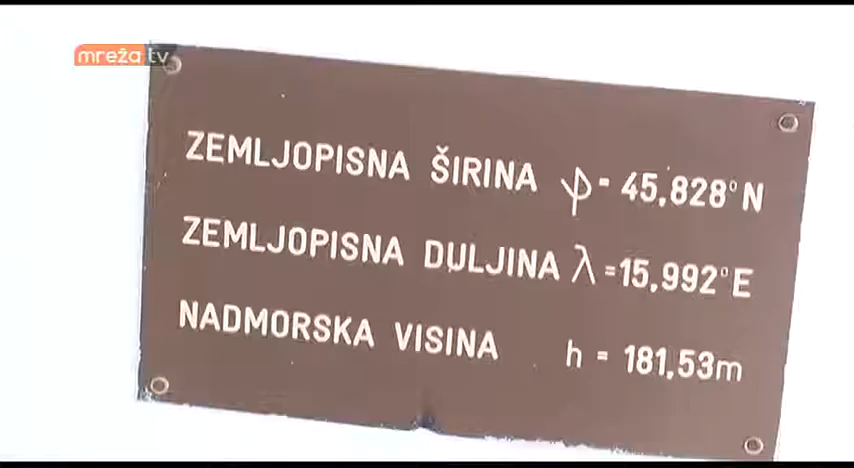 mreža tv
ZEMLJOPISNA ŠIRINA φ = 45,828° N
ZEMLJOPISNA DULJINA λ = 15,992° E
NADMORSKA VISINA h = 181,53m